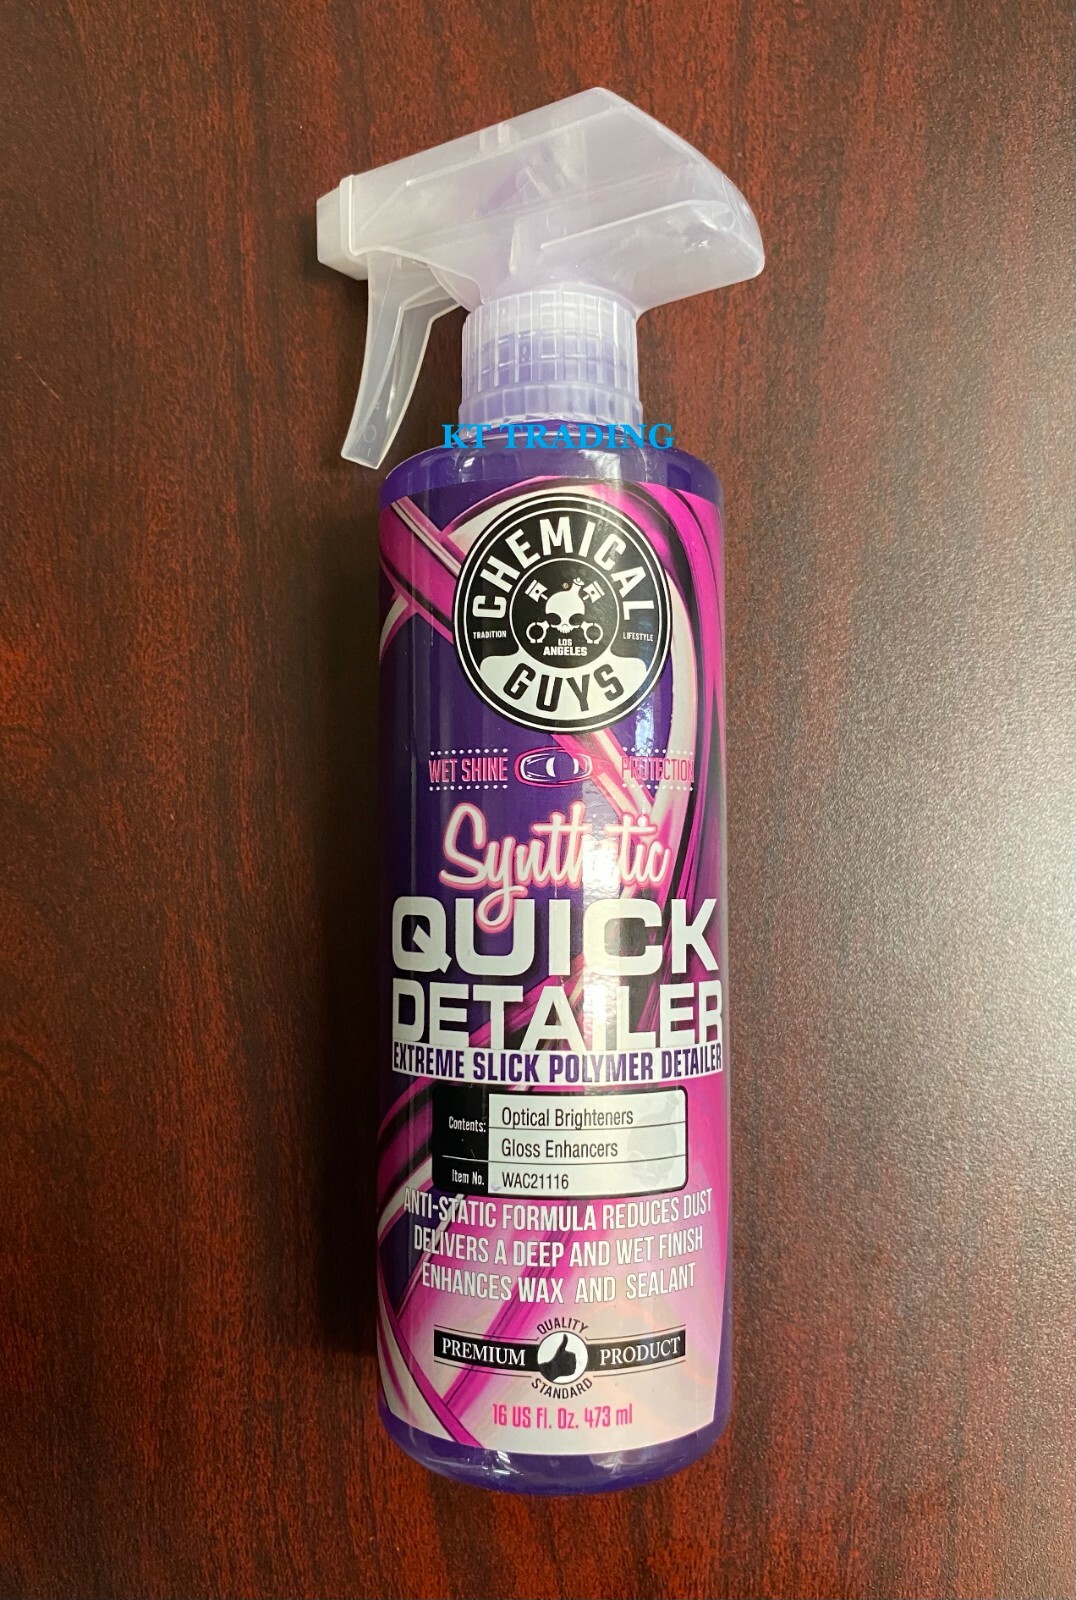 KT TRADING
CHEMICAL
TRADITION
LIFESTYLE
LOS
ANGELES
GUYS
WET SHINE PROTECTION
Synthetic
QUICK
DETAILER
EXTREME SLICK POLYMER DETAILER
Contents: Optical Brighteners
Gloss Enhancers
Item No. WAC21116
ANTI-STATIC FORMULA REDUCES DUST
DELIVERS A DEEP AND WET FINISH
ENHANCES WAX AND SEALANT
QUALITY
PREMIUM PRODUCT
STANDARD
16 US Fl. Oz. 473 ml